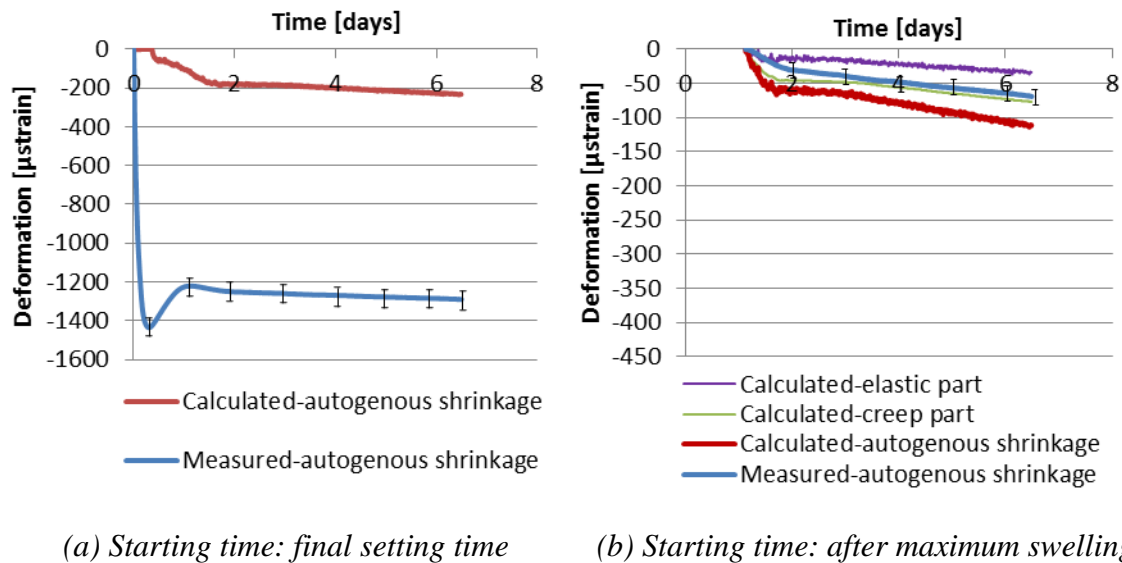 Time [days]
0
-200
-400
-600
-800
-1000
-1200
-1400
-1600
0 2 4 6 8
Deformation [µstrain]
Calculated-autogenous shrinkage
Measured-autogenous shrinkage
(a) Starting time: final setting time
Time [days]
0
-50
-100
-150
-200
-250
-300
-350
-400
-450
0 2 4 6 8
Deformation [µstrain]
Calculated-elastic part
Calculated-creep part
Calculated-autogenous shrinkage
Measured-autogenous shrinkage
(b) Starting time: after maximum swelling